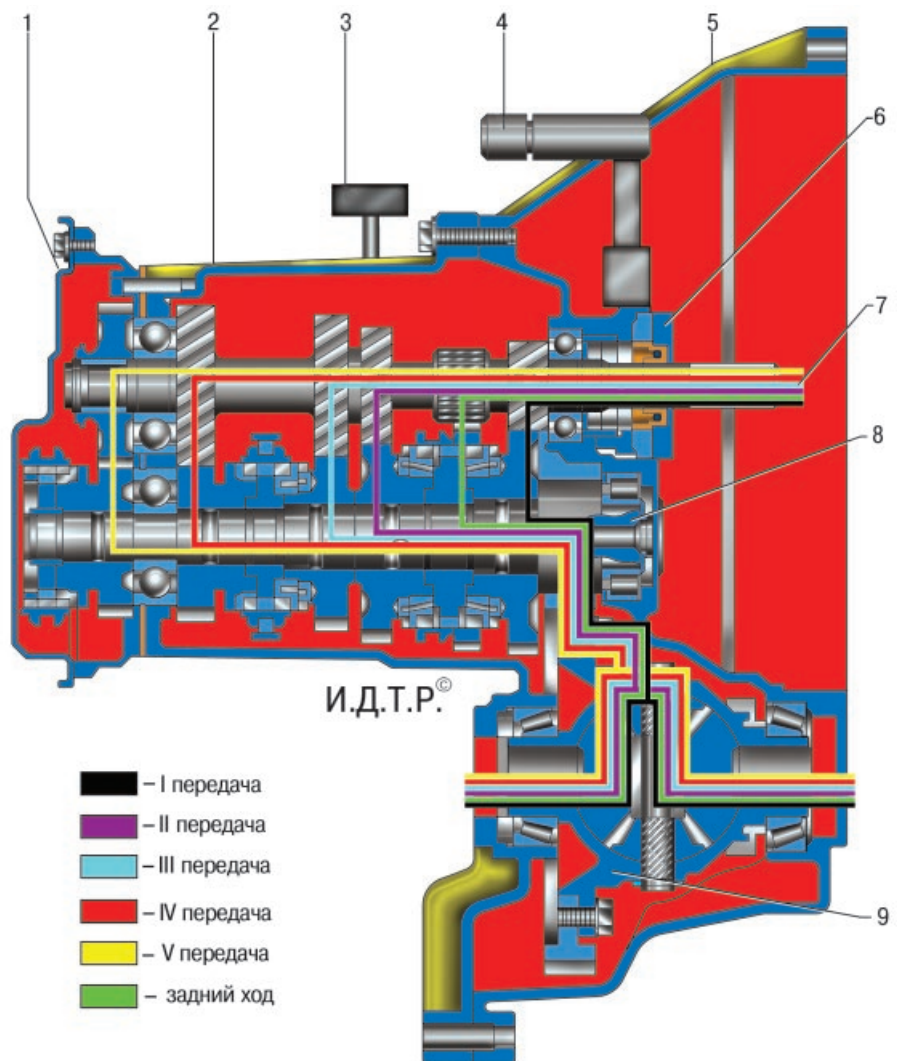 1
2
3
4
5
6
7
8
9
И.Д.Т.Р.©
– I передача
– II передача
– III передача
– IV передача
– V передача
– задний ход